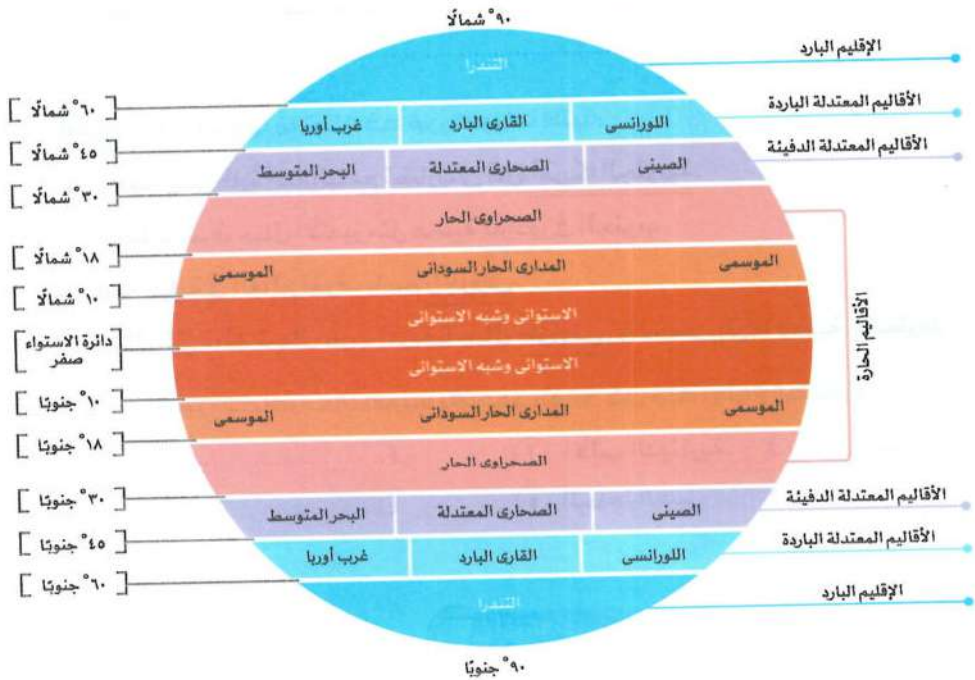 ٩٠° شمالًا
الإقليم البارد
التندرا
٦٠° شمالًا
الأقاليم المعتدلة الباردة
اللورانسى
القارى البارد
غرب أوربا
٤٥° شمالًا
الأقاليم المعتدلة الدفيئة
الصينى
الصحارى المعتدلة
البحر المتوسط
٣٠° شمالًا
الصحراوى الحار
١٨° شمالًا
الموسمى
المدارى الحار السودانى
الموسمى
١٠° شمالًا
الاستوائى وشبه الاستوائى
الأقاليم الحارة
دائرة الاستواء
صفر
الاستوائى وشبه الاستوائى
١٠° جنوبًا
الموسمى
المدارى الحار السودانى
الموسمى
١٨° جنوبًا
الصحراوى الحار
٣٠° جنوبًا
الأقاليم المعتدلة الدفيئة
الصينى
الصحارى المعتدلة
البحر المتوسط
٤٥° جنوبًا
الأقاليم المعتدلة الباردة
اللورانسى
القارى البارد
غرب أوربا
٦٠° جنوبًا
الإقليم البارد
التندرا
٩٠° جنوبًا